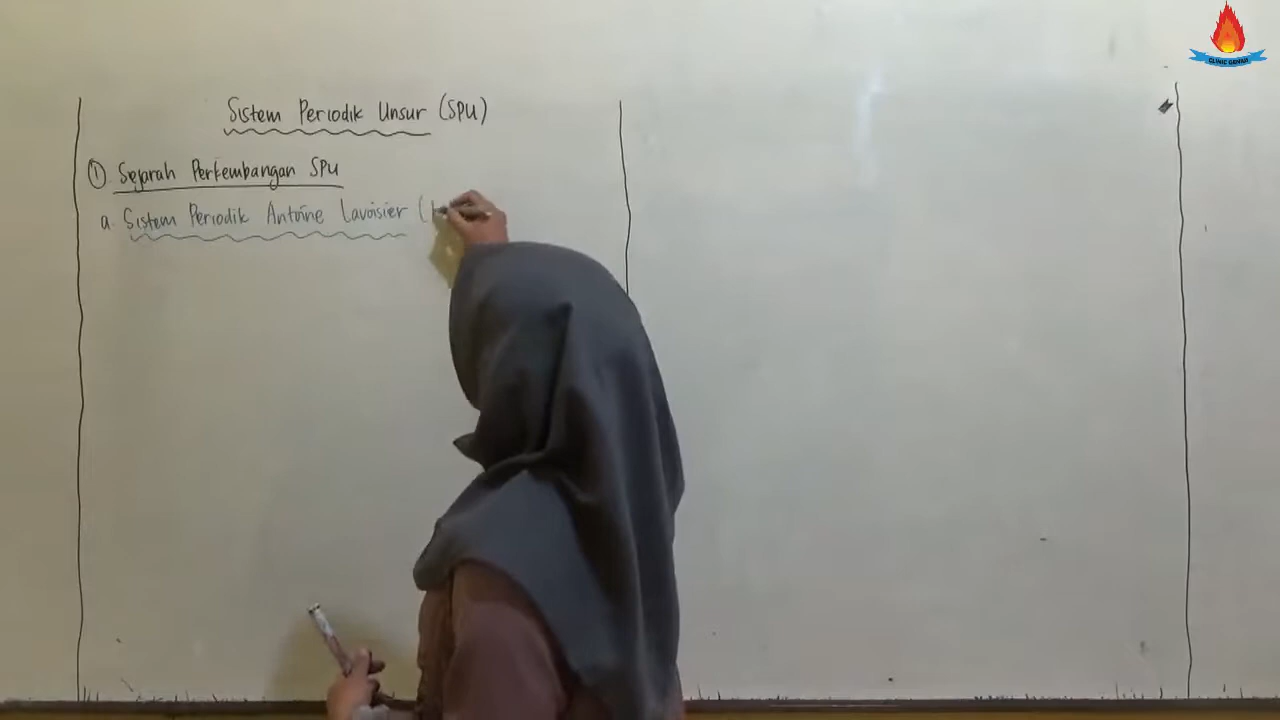 Sistem Periodik Unsur (SPU)
① Sejarah Perkembangan SPU
a. Sistem Periodik Antoine Lavoisier (